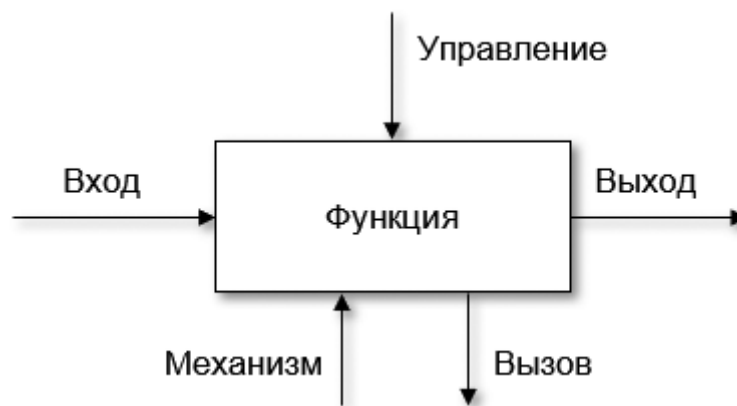 Управление
Вход
Функция
Выход
Механизм
Вызов